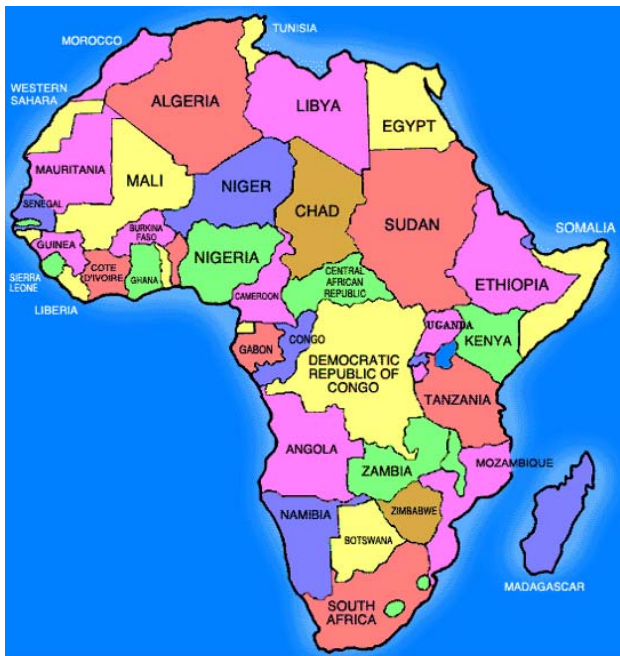 TUNISIA
MOROCCO
WESTERN
SAHARA
ALGERIA
LIBYA
EGYPT
MAURITANIA
MALI
NIGER
CHAD
SUDAN
SENEGAL
BURKINA
FASO
SOMALIA
GUINEA
NIGERIA
ETHIOPIA
SIERRA
LEONE
COTE
D'IVOIRE
GHANA
CENTRAL
AFRICAN
REPUBLIC
LIBERIA
CAMEROON
UGANDA
KENYA
GABON
CONGO
DEMOCRATIC
REPUBLIC OF
CONGO
TANZANIA
ANGOLA
ZAMBIA
MOZAMBIQUE
NAMIBIA
ZIMBABWE
BOTSWANA
MADAGASCAR
SOUTH
AFRICA